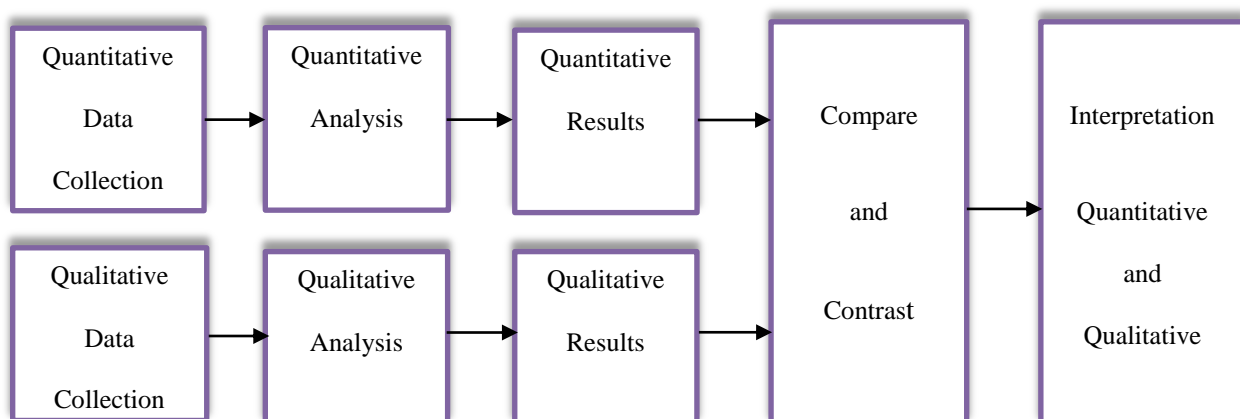 Quantitative
Data
Collection
Quantitative
Analysis
Quantitative
Results
Qualitative
Data
Collection
Qualitative
Analysis
Qualitative
Results
Compare
and
Contrast
Interpretation
Quantitative
and
Qualitative